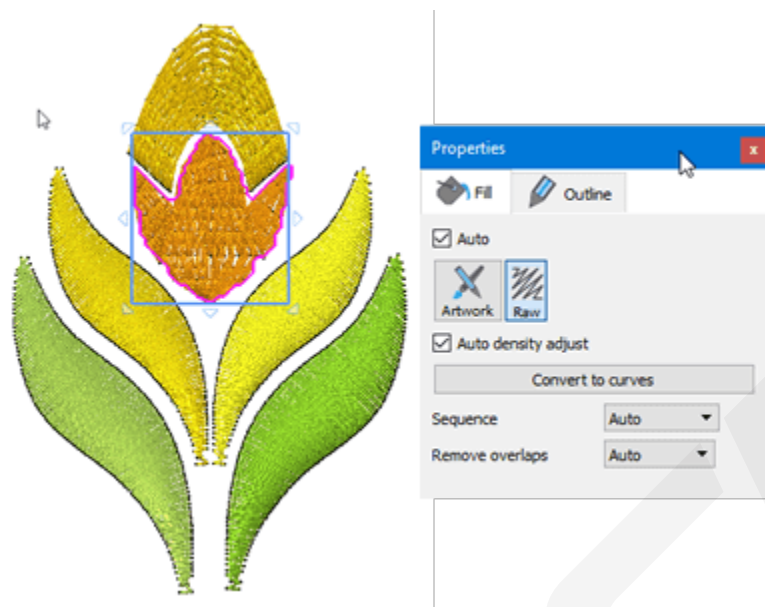 Properties
x
Fill
Outline
Auto
Artwork
Raw
Auto density adjust
Convert to curves
Sequence Auto
Remove overlaps Auto